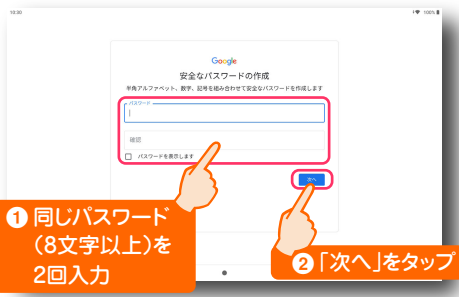 10:30
100%
Google
安全なパスワードの作成
半角アルファベット、数字、記号を組み合わせて安全なパスワードを作成します
パスワード
確認
パスワードを表示します
次へ
1 同じパスワード
（8文字以上）を
2回入力
2 「次へ」をタップ